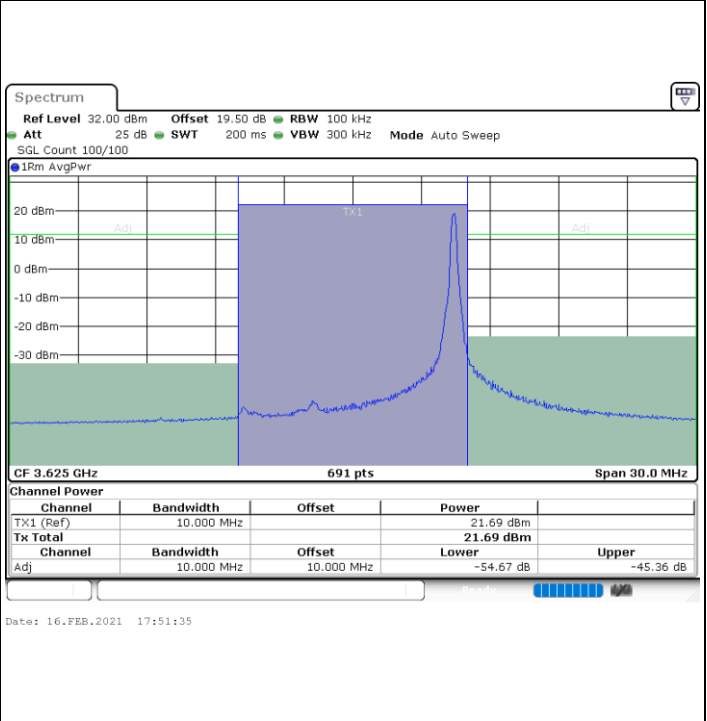 Spectrum
Ref Level 32.00 dBm Offset 19.50 dB RBW 100 kHz
Att 25 dB SWT 200 ms VBW 300 kHz Mode Auto Sweep
SGL Count 100/100
1Rm AvgPwr
TX1
20 dBm
Adj Adj
10 dBm
0 dBm
-10 dBm
-20 dBm
-30 dBm
CF 3.625 GHz 691 pts Span 30.0 MHz
Channel Power
Channel Bandwidth Offset Power
TX1 (Ref) 10.000 MHz 21.69 dBm
Tx Total 21.69 dBm
Channel Bandwidth Offset Lower Upper
Adj 10.000 MHz 10.000 MHz -54.67 dB -45.36 dB
Ready
Date: 16.FEB.2021 17:51:35